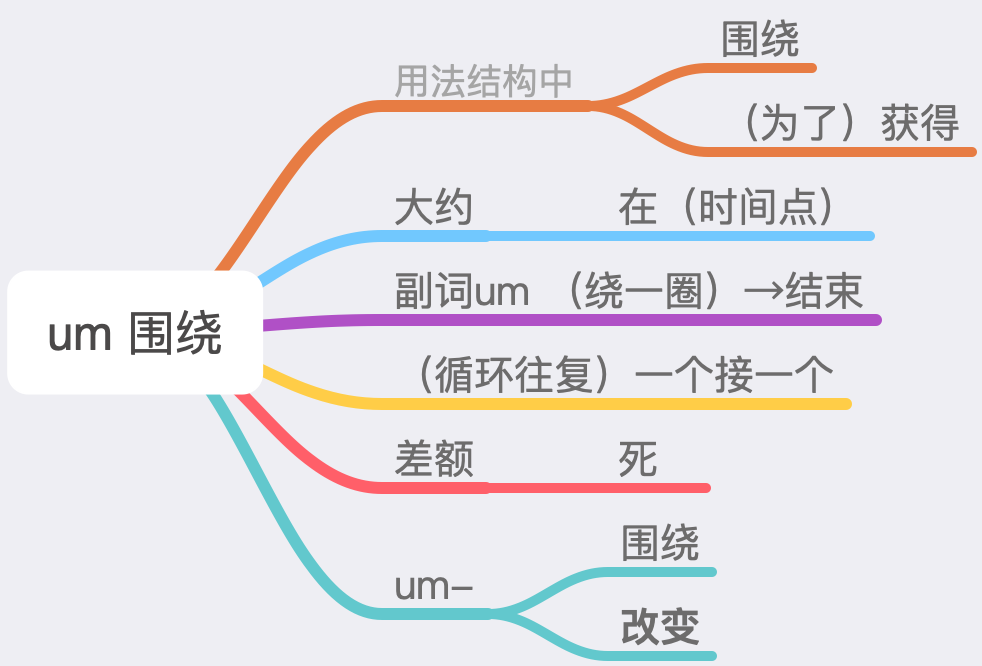 围绕
用法结构中
（为了）获得
大约 在（时间点）
副词um （绕一圈）→结束
um 围绕
（循环往复）一个接一个
差额 死
围绕
um–
改变